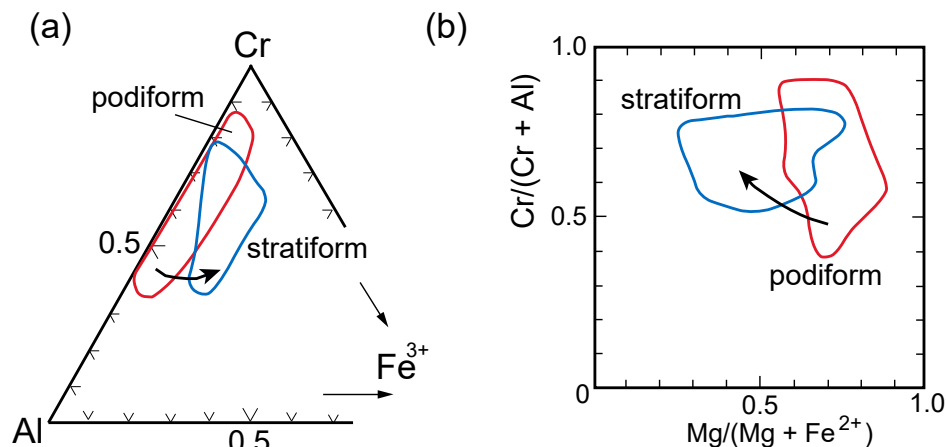 (a)
Cr
podiform
0.5
stratiform
Fe3+
Al
0.5
(b)
Cr/(Cr + Al)
1.0
0.5
0
stratiform
podiform
0.5
1.0
Mg/(Mg + Fe2+)